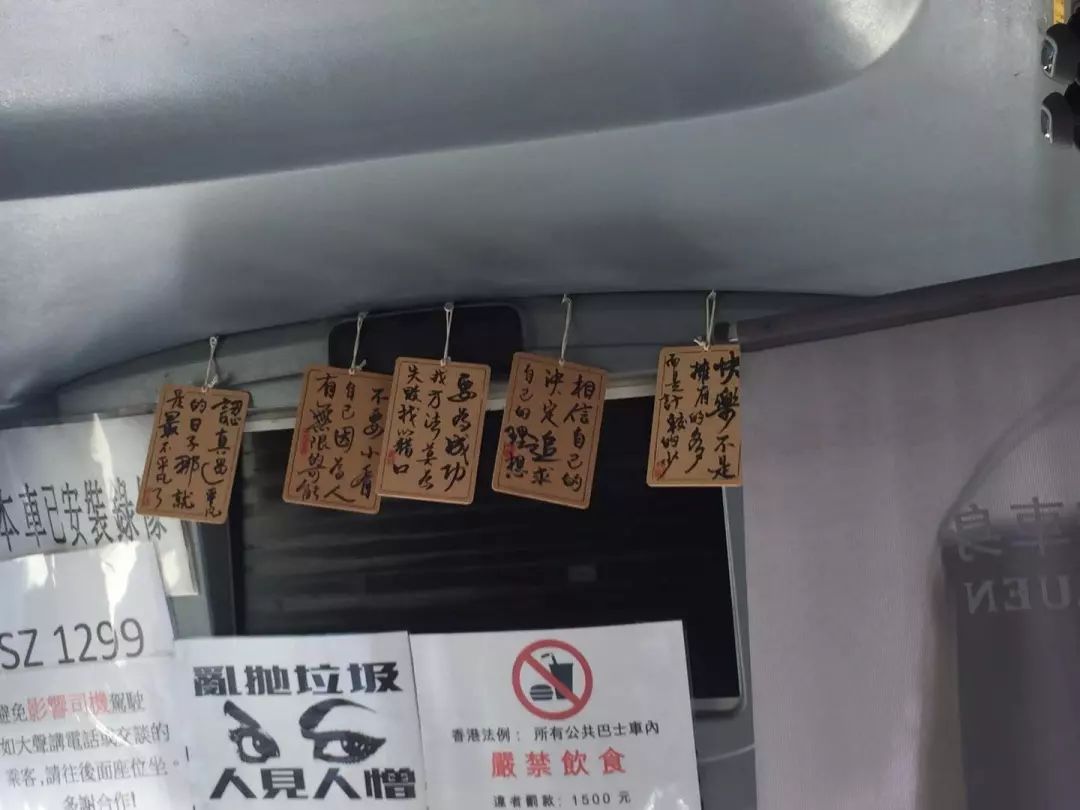 認真過平凡
的日子那就
是最不平凡了
不要小看
自己因為人
有無限的可能
要為成功
找方法莫為
失敗找藉口
相信自己的
決定追求
自己的理想
快樂不是
擁有的多
而是計較的少
本車已安裝錄像
SZ 1299
避免影響司機駕駛
如大聲講電話或交談的
乘客,請往後面座位坐。
多謝合作!
亂拋垃圾
人見人憎
香港法例：所有公共巴士車內
嚴禁飲食
違者罰款：1500 元
車身
UEN